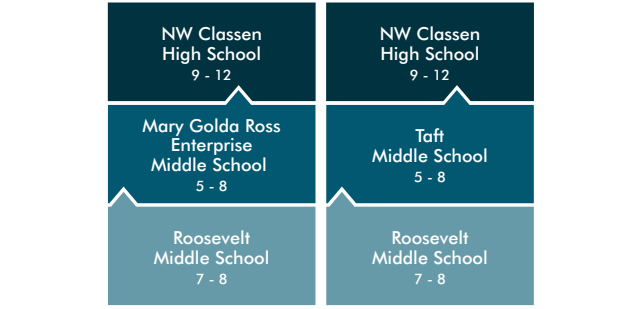 NW Classen
High School
9 - 12
Mary Golda Ross
Enterprise
Middle School
5 - 8
Roosevelt
Middle School
7 - 8
NW Classen
High School
9 - 12
Taft
Middle School
5 - 8
Roosevelt
Middle School
7 - 8